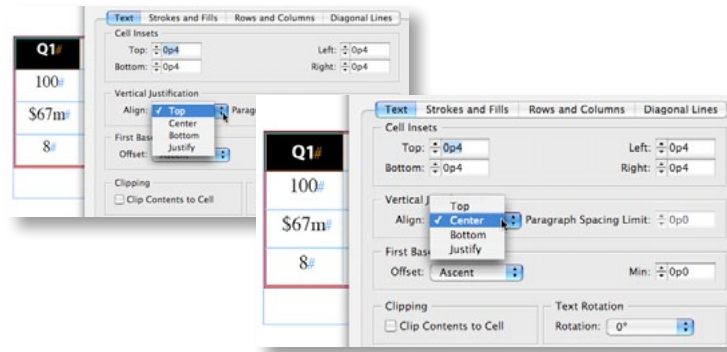 Text Strokes and Fills Rows and Columns Diagonal Lines
Cell Insets
Top: 0p4 Left: 0p4
Bottom: 0p4 Right: 0p4
Vertical Justification
Align: ✓ Top
Center
Bottom
Justify
Offset: Ascent
Clipping
Clip Contents to Cell
Q1#
100#
$67m#
8#
Text Strokes and Fills Rows and Columns Diagonal Lines
Cell Insets
Top: 0p4 Left: 0p4
Bottom: 0p4 Right: 0p4
Vertical
Top
Align: ✓ Center Paragraph Spacing Limit: 0p0
Bottom
Justify
Offset: Ascent Min: 0p0
Clipping Text Rotation
Clip Contents to Cell Rotation: 0°
Q1#
100#
$67m#
8#